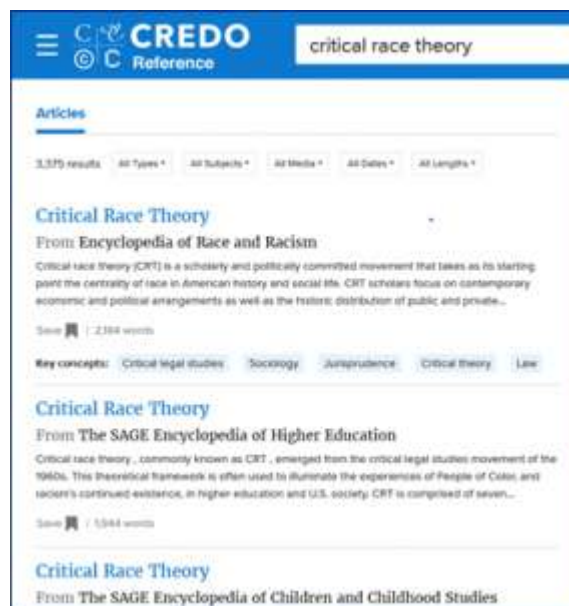 CREDO
Reference
critical race theory
Articles
3,375 results All Types All Subjects All Media All Dates All Lengths
Critical Race Theory
From Encyclopedia of Race and Racism
Critical race theory (CRT) is a scholarly and politically committed movement that takes as its starting
point the centrality of race in American history and social life. CRT scholars focus on contemporary
economic and political arrangements as well as the historic distribution of public and private...
Save | words
Key concepts: Critical legal studies Sociology Jurisprudence Critical theory Law
Critical Race Theory
From The SAGE Encyclopedia of Higher Education
Critical race theory , commonly known as CRT , emerged from the critical legal studies movement of the
1960s. This theoretical framework is often used to illuminate the experiences of People of Color, and
racism's continued existence, in higher education and U.S. society. CRT is comprised of seven...
Save | 1,944 words
Critical Race Theory
From The SAGE Encyclopedia of Children and Childhood Studies